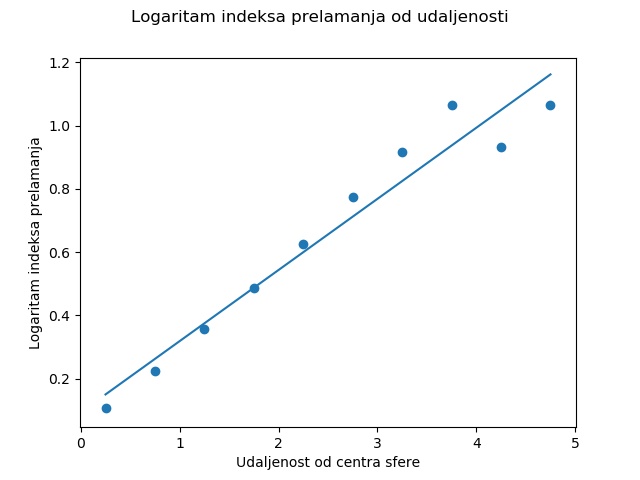 Logaritam indeksa prelamanja od udaljenosti
Logaritam indeksa prelamanja
1.2
1.0
0.8
0.6
0.4
0.2
0 1 2 3 4 5
Udaljenost od centra sfere